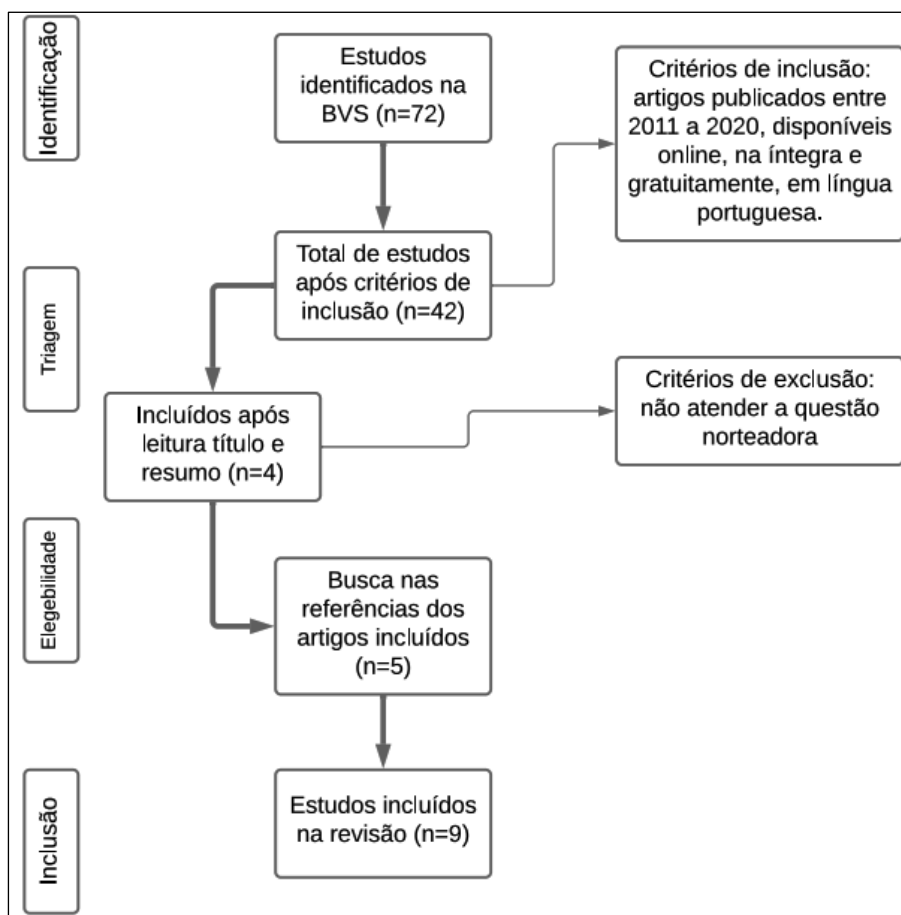 Identificação
Estudos
identificados na
BVS (n=72)
Critérios de inclusão:
artigos publicados entre
2011 a 2020, disponíveis
online, na íntegra e
gratuitamente, em língua
portuguesa.
Triagem
Total de estudos
após critérios de
inclusão (n=42)
Incluídos após
leitura título e
resumo (n=4)
Critérios de exclusão:
não atender a questão
norteadora
Elegebilidade
Busca nas
referências dos
artigos incluídos
(n=5)
Inclusão
Estudos incluídos
na revisão (n=9)